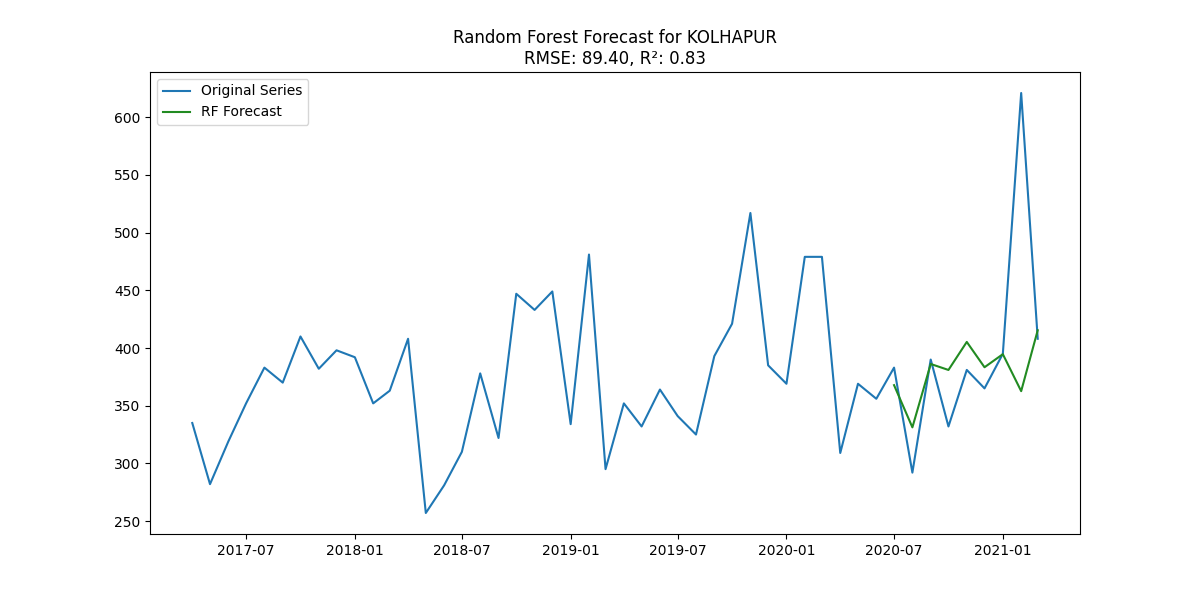 Random Forest Forecast for KOLHAPUR
RMSE: 89.40, R²: 0.83
Original Series
RF Forecast
600
550
500
450
400
350
300
250
2017-07 2018-01 2018-07 2019-01 2019-07 2020-01 2020-07 2021-01